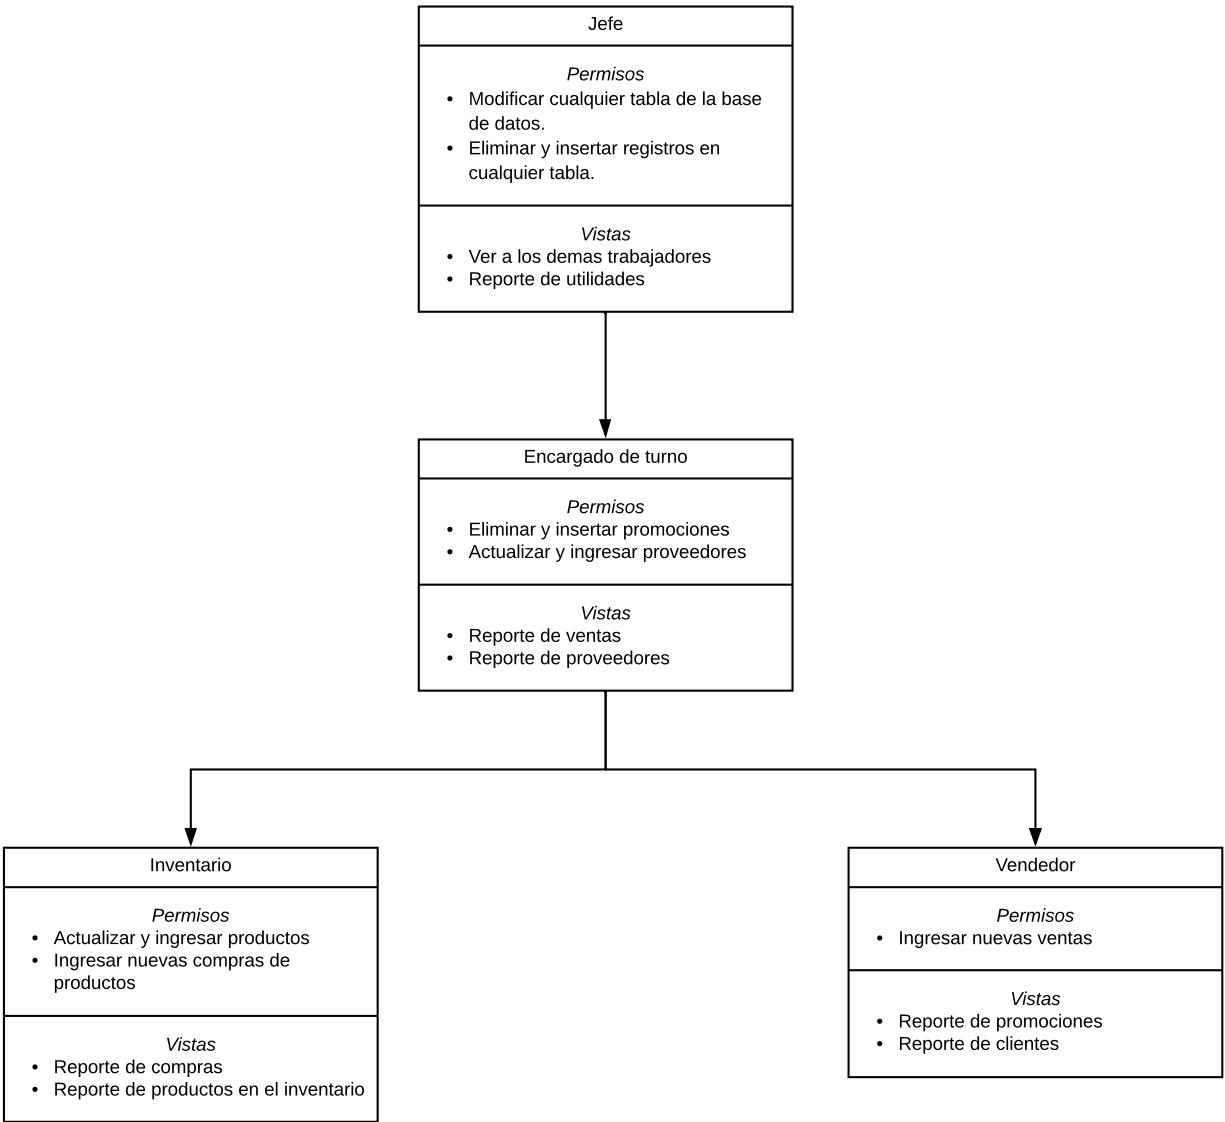 Jefe
Permisos
• Modificar cualquier tabla de la base
de datos.
• Eliminar y insertar registros en
cualquier tabla.
Vistas
• Ver a los demas trabajadores
• Reporte de utilidades
Encargado de turno
Permisos
• Eliminar y insertar promociones
• Actualizar y ingresar proveedores
Vistas
• Reporte de ventas
• Reporte de proveedores
Inventario
Permisos
• Actualizar y ingresar productos
• Ingresar nuevas compras de
productos
Vistas
• Reporte de compras
• Reporte de productos en el inventario
Vendedor
Permisos
• Ingresar nuevas ventas
Vistas
• Reporte de promociones
• Reporte de clientes